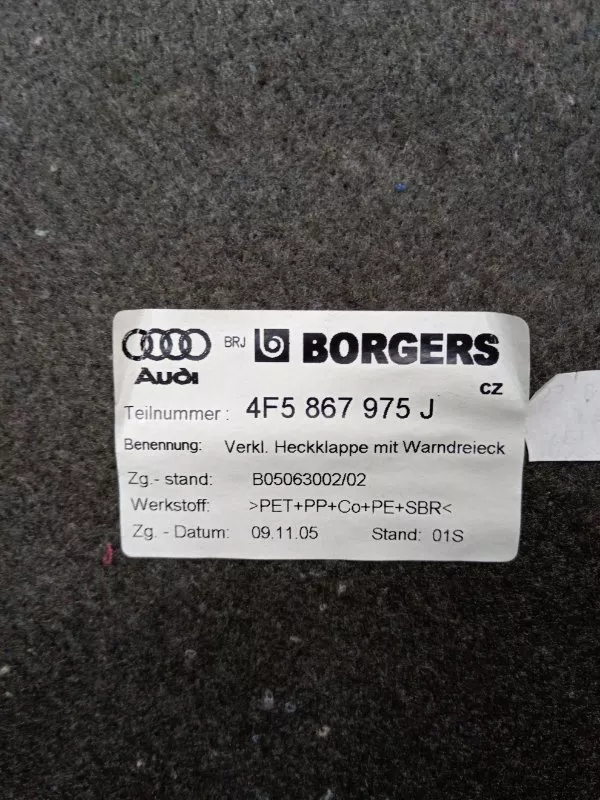 BRJ BORGERS
Audi
CZ
Teilnummer: 4F5 867 975 J
Benennung: Verkl. Heckklappe mit Warndreieck
Zg.- stand: B05063002/02
Werkstoff: >PET+PP+Co+PE+SBR<
Zg. - Datum: 09.11.05 Stand: 01S